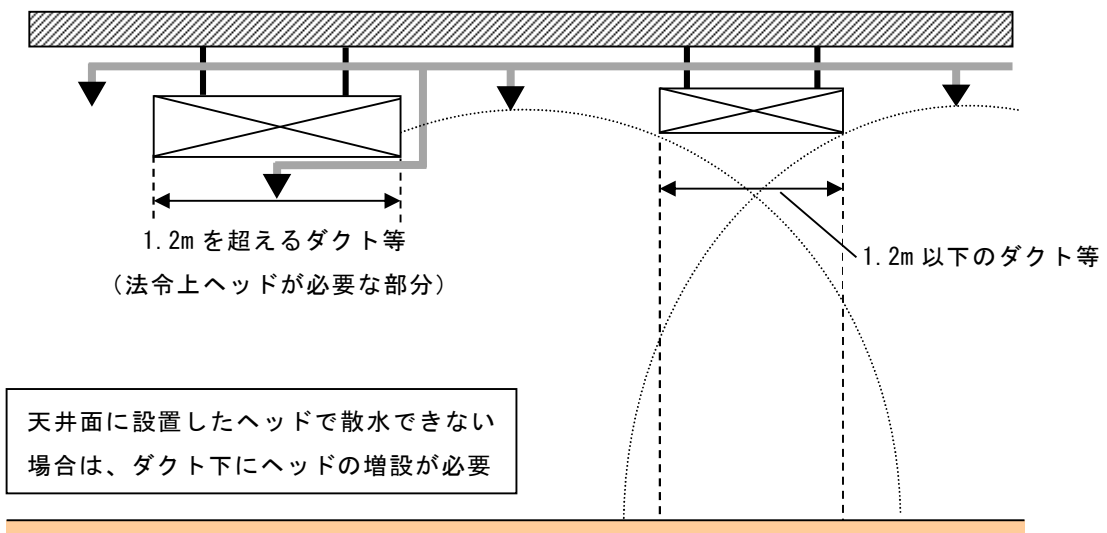 1.2m を超えるダクト等
（法令上ヘッドが必要な部分）
1.2m 以下のダクト等
天井面に設置したヘッドで散水できない
場合は、ダクト下にヘッドの増設が必要